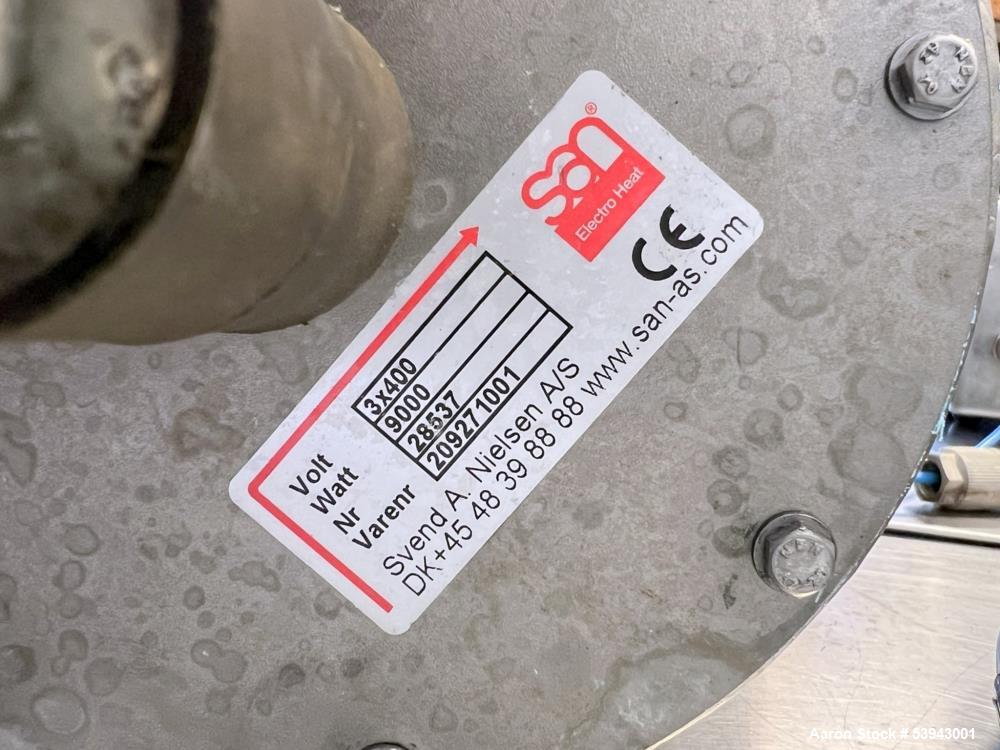 san®
Electro Heat
CE
Volt 3X400
Watt 9000
Nr 28537
Varenr 209271001
Svend A. Nielsen A/S
DK+45 48 39 88 88 www.san-as.com
Aaron Stock # 53943001